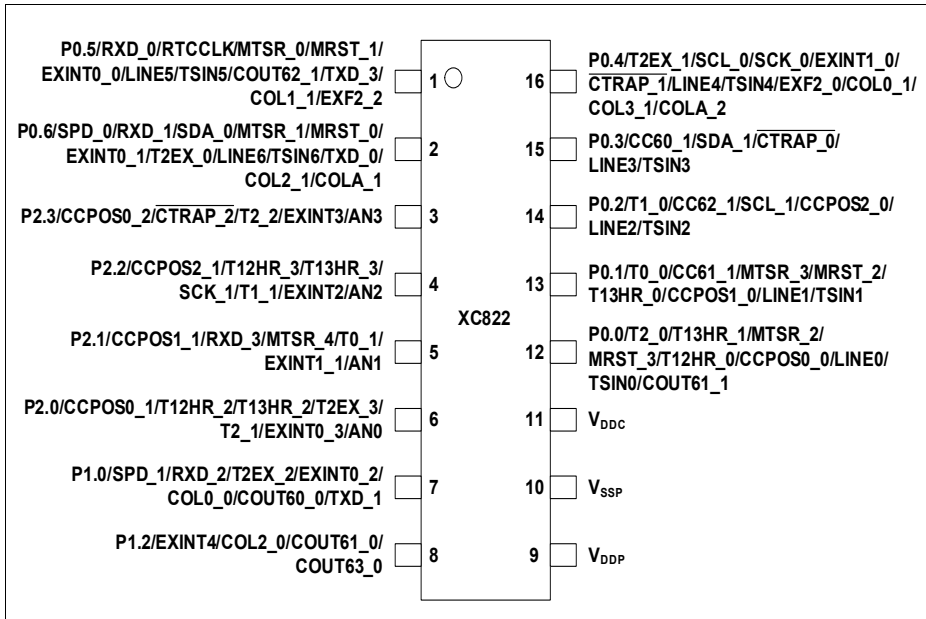 P0.5/RXD_0/RTCCLK/MTSR_0/MRST_1/
EXINT0_0/LINE5/TSIN5/COUT62_1/TXD_3/
COL1_1/EXF2_2
1
P0.6/SPD_0/RXD_1/SDA_0/MTSR_1/MRST_0/
EXINT0_1/T2EX_0/LINE6/TSIN6/TXD_0/
COL2_1/COLA_1
2
P2.3/CCPOS0_2/CTRAP_2/T2_2/EXINT3/AN3
3
P2.2/CCPOS2_1/T12HR_3/T13HR_3/
SCK_1/T1_1/EXINT2/AN2
4
P2.1/CCPOS1_1/RXD_3/MTSR_4/T0_1/
EXINT1_1/AN1
5
P2.0/CCPOS0_1/T12HR_2/T13HR_2/T2EX_3/
T2_1/EXINT0_3/AN0
6
P1.0/SPD_1/RXD_2/T2EX_2/EXINT0_2/
COL0_0/COUT60_0/TXD_1
7
P1.2/EXINT4/COL2_0/COUT61_0/
COUT63_0
8
XC822
16
P0.4/T2EX_1/SCL_0/SCK_0/EXINT1_0/
CTRAP_1/LINE4/TSIN4/EXF2_0/COL0_1/
COL3_1/COLA_2
15
P0.3/CC60_1/SDA_1/CTRAP_0/
LINE3/TSIN3
14
P0.2/T1_0/CC62_1/SCL_1/CCPOS2_0/
LINE2/TSIN2
13
P0.1/T0_0/CC61_1/MTSR_3/MRST_2/
T13HR_0/CCPOS1_0/LINE1/TSIN1
12
P0.0/T2_0/T13HR_1/MTSR_2/
MRST_3/T12HR_0/CCPOS0_0/LINE0/
TSIN0/COUT61_1
11
VDDC
10
VSSP
9
VDDP